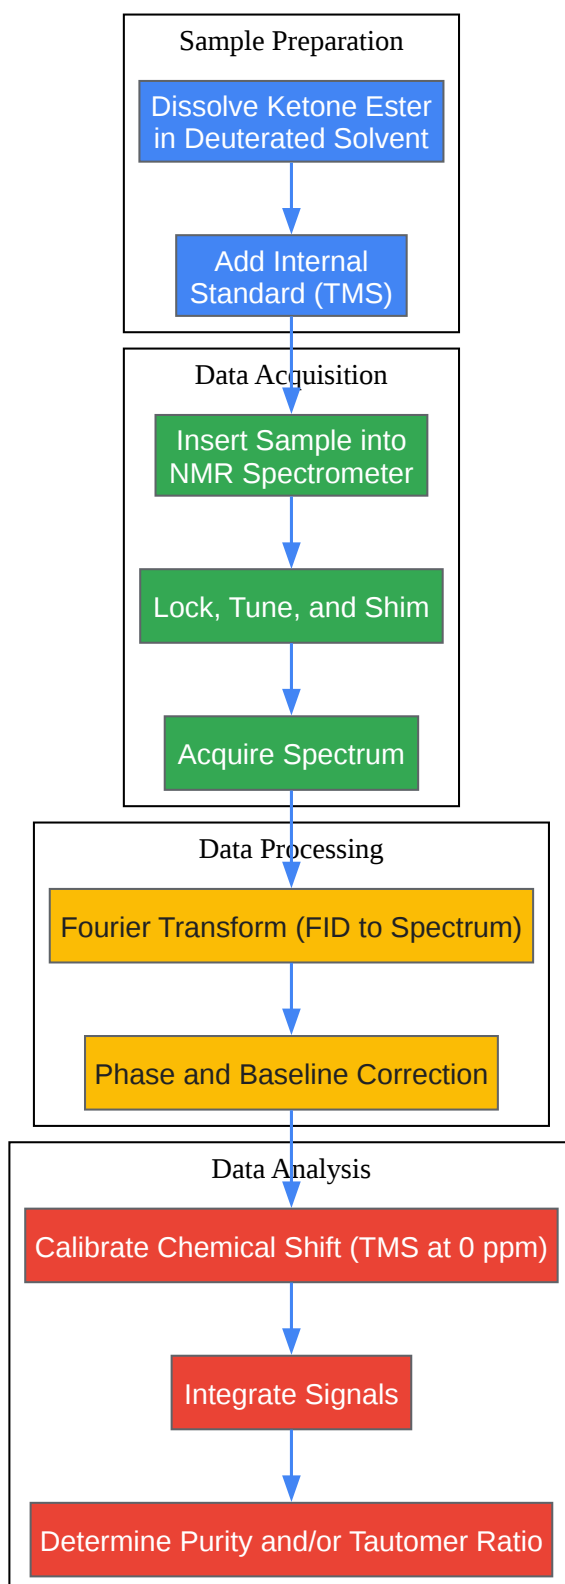 Sample Preparation
Dissolve Ketone Ester
in Deuterated Solvent
Add Internal
Standard (TMS)
Data Acquisition
Insert Sample into
NMR Spectrometer
Lock, Tune, and Shim
Acquire Spectrum
Data Processing
Fourier Transform (FID to Spectrum)
Phase and Baseline Correction
Data Analysis
Calibrate Chemical Shift (TMS at 0 ppm)
Integrate Signals
Determine Purity and/or Tautomer Ratio